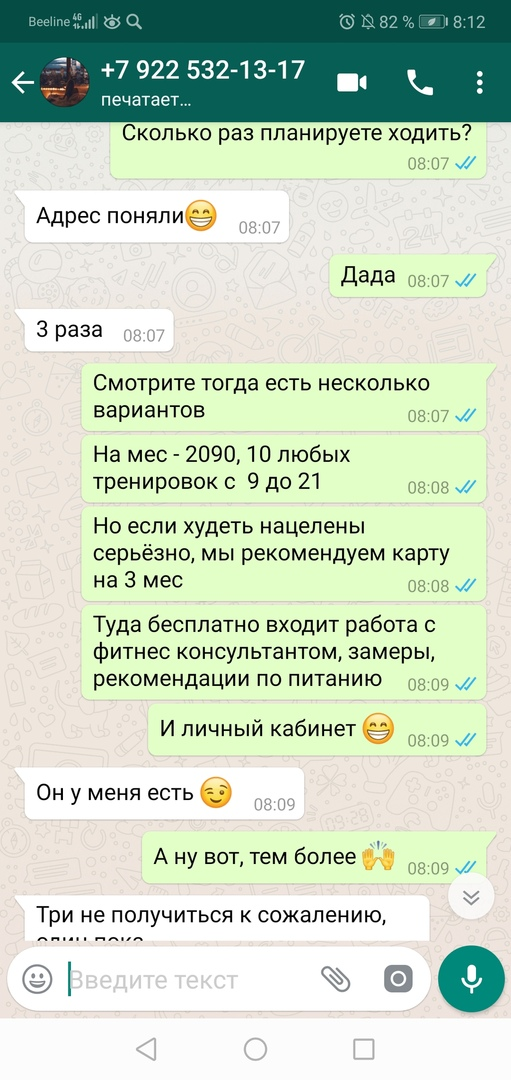 Beeline 4G 82 % 8:12
+7 922 532-13-17
печатает...
Сколько раз планируете ходить?
08:07
Адрес поняли😁 08:07
Дада 08:07
3 раза 08:07
Смотрите тогда есть несколько
вариантов 08:07
На мес - 2090, 10 любых
тренировок с 9 до 21 08:08
Но если худеть нацелены
серьёзно, мы рекомендуем карту
на 3 мес 08:08
Туда бесплатно входит работа с
фитнес консультантом, замеры,
рекомендации по питанию 08:09
И личный кабинет 😁 08:09
Он у меня есть 😉 08:09
А ну вот, тем более 🙌 08:09
Три не получиться к сожалению,
один пока
Введите текст